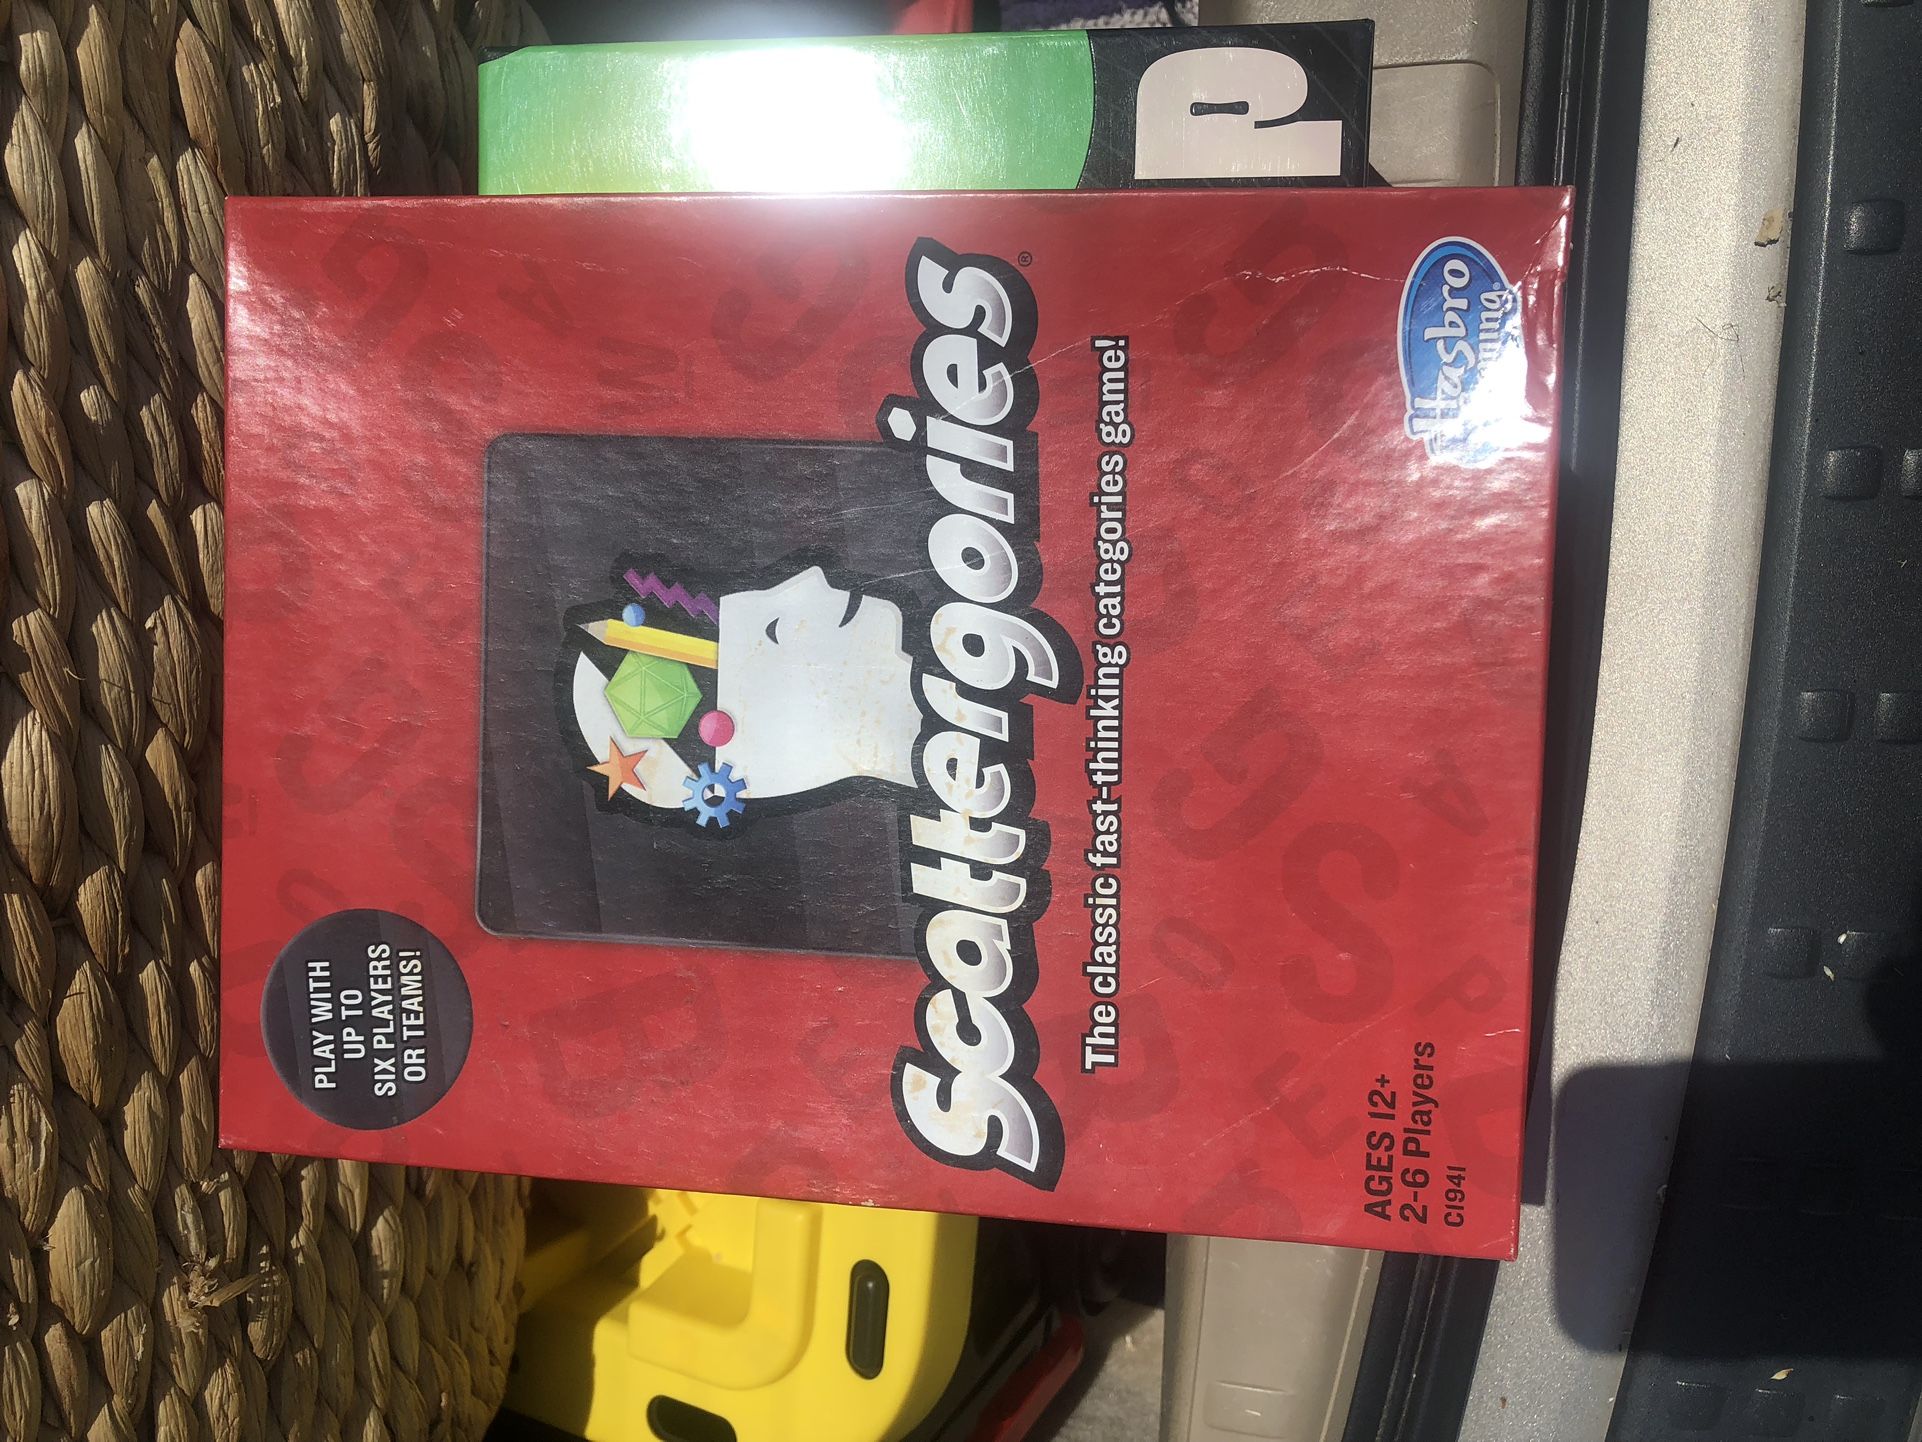 PLAY WITH
UP TO
SIX PLAYERS
OR TEAMS!
Scattergories®
The classic fast-thinking categories game!
AGES 12+
2-6 Players
C1941
Hasbro
P